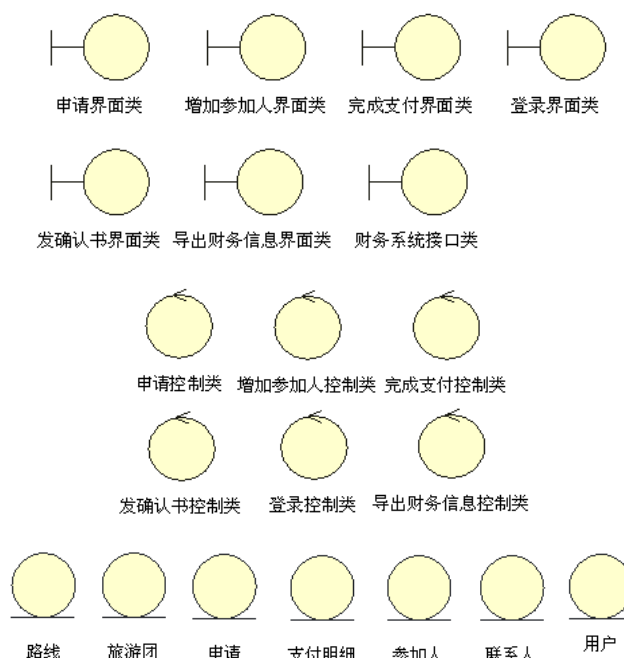 申请界面类 增加参加人界面类 完成支付界面类 登录界面类
发确认书界面类 导出财务信息界面类 财务系统接口类
申请控制类 增加参加人控制类 完成支付控制类
发确认书控制类 登录控制类 导出财务信息控制类
路线 旅游团 申请 支付明细 参加人 联系人 用户